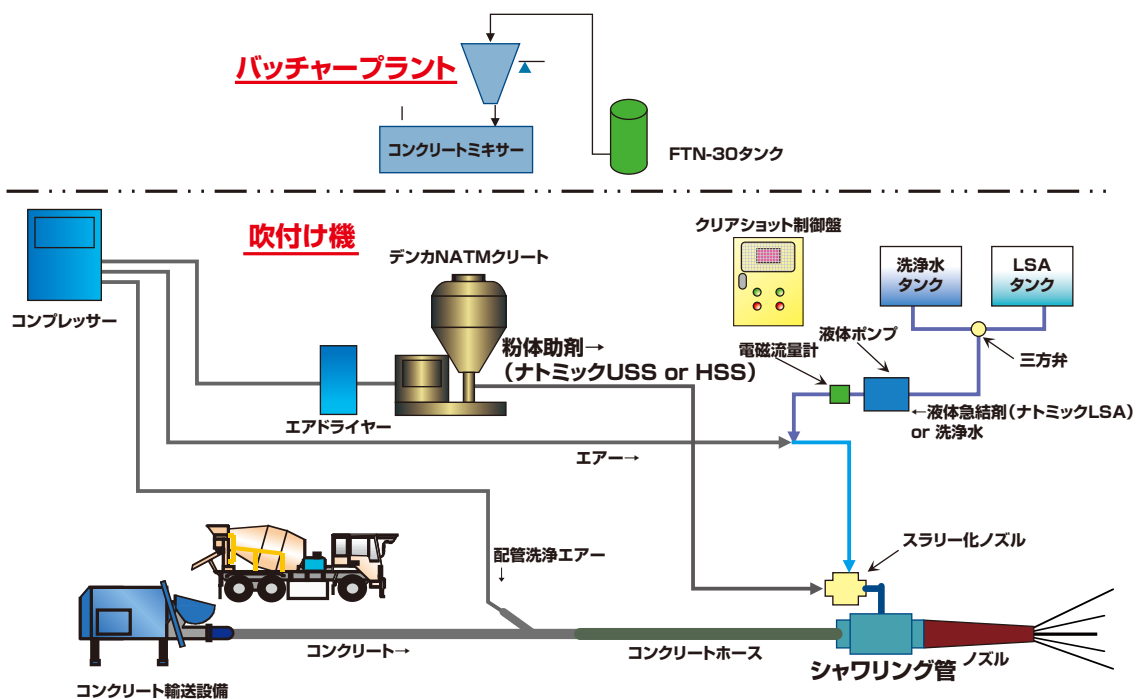 バッチャープラント
コンクリートミキサー
FTN-30タンク
吹付け機
クリアショット制御盤
デンカNATMクリート
洗浄水
タンク
LSA
タンク
コンプレッサー
液体ポンプ
電磁流量計
三方弁
粉体助剤→
(ナトミックUSS or HSS)
エアドライヤー
←液体急結剤(ナトミックLSA)
or 洗浄水
エアー→
スラリー化ノズル
配管洗浄エアー
↓
コンクリート→
コンクリートホース
シャワリング管
ノズル
コンクリート輸送設備